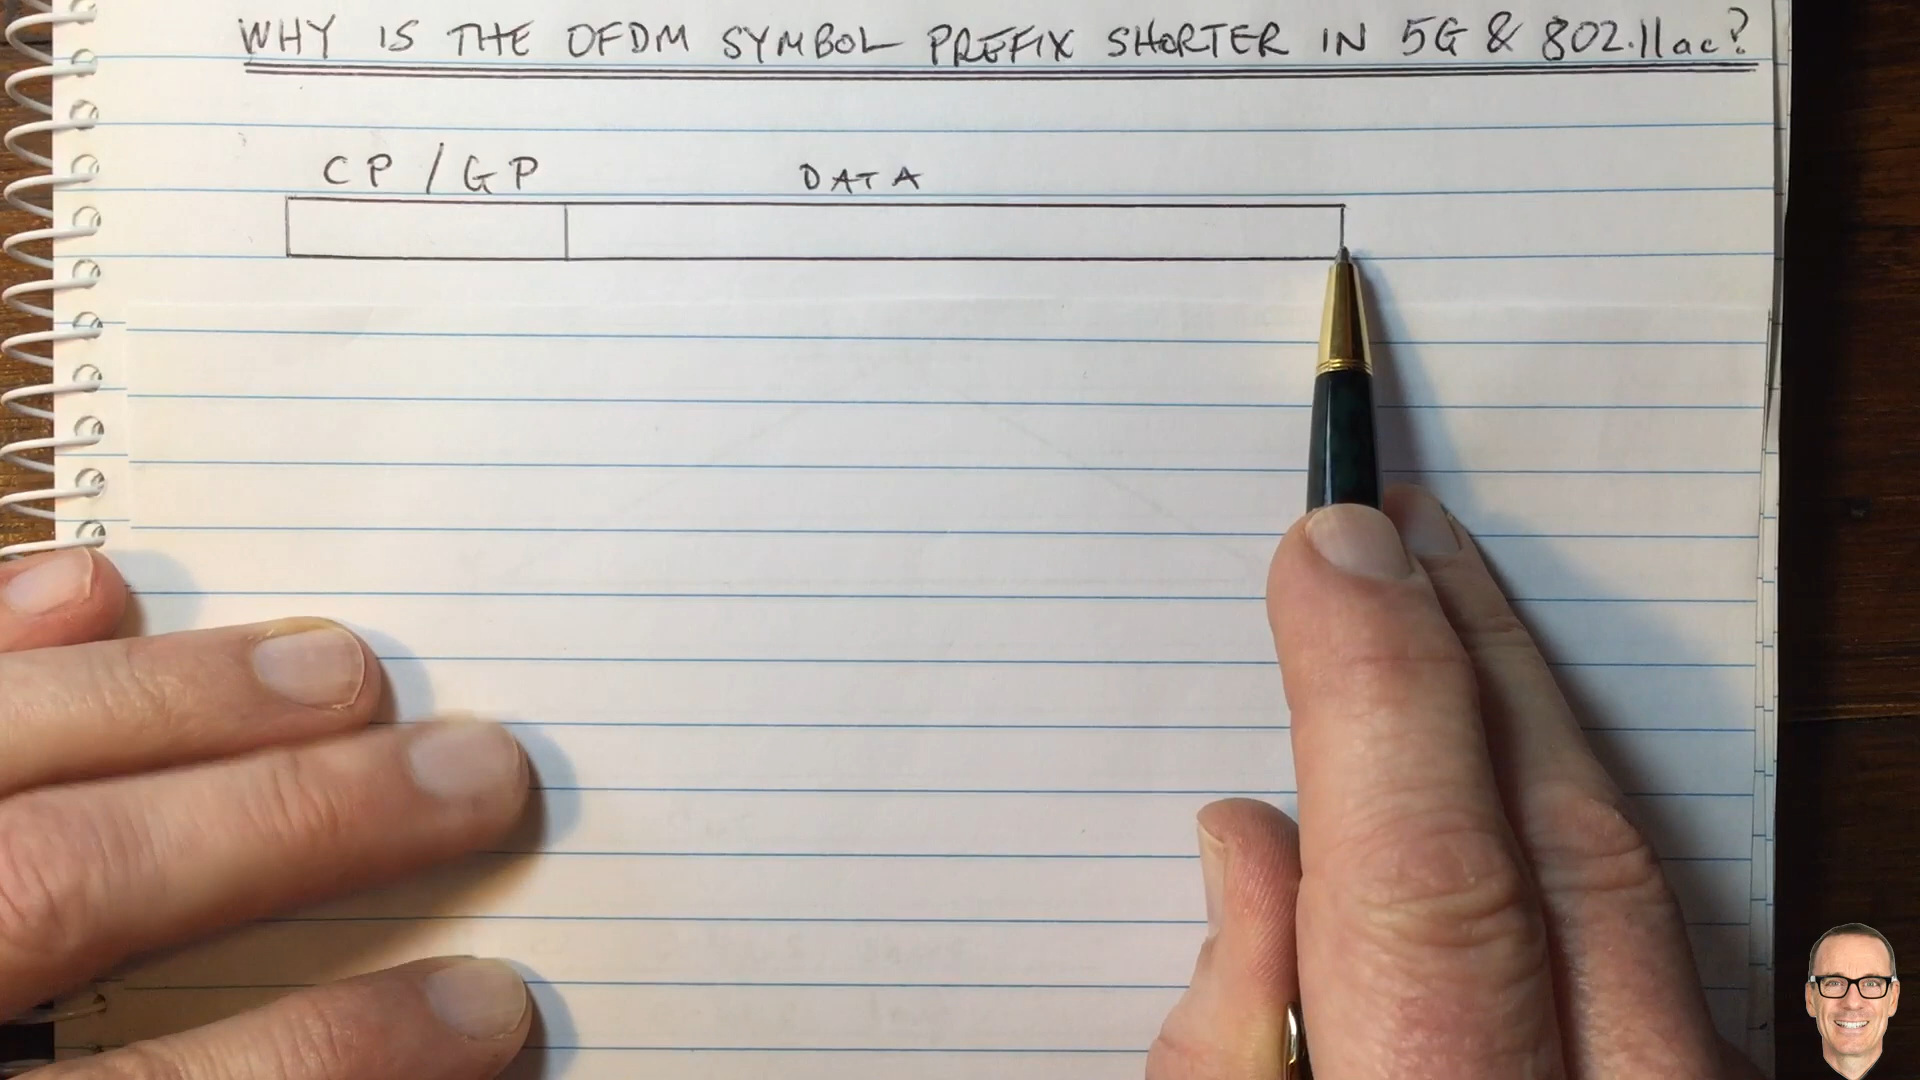 WHY IS THE OFDM SYMBOL PREFIX SHORTER IN 5G & 802.11ac?
CP/GP DATA